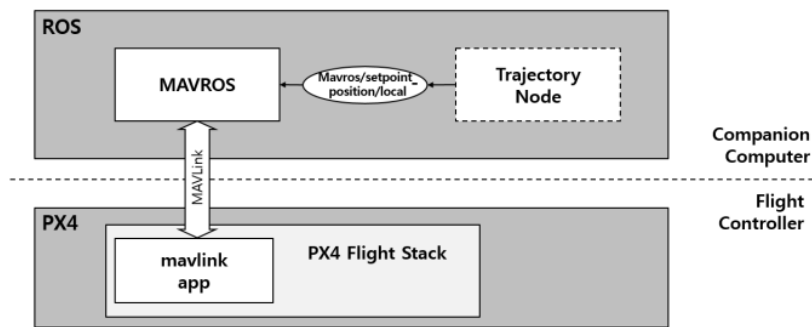 ROS
MAVROS
Mavros/setpoint_
position/local
Trajectory
Node
Companion
Computer
MAVLink
Flight
Controller
PX4
PX4 Flight Stack
mavlink
app